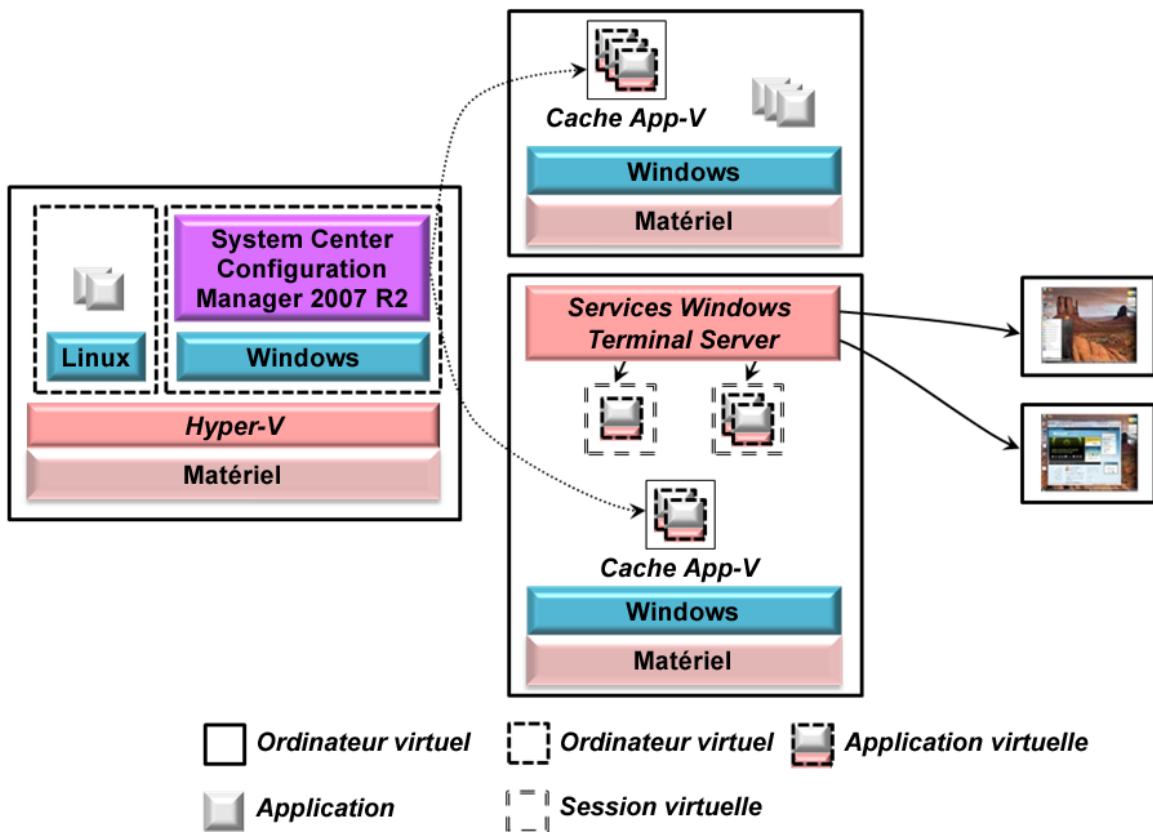 Cache App-V
Windows
Matériel
System Center
Configuration
Manager 2007 R2
Linux
Windows
Hyper-V
Matériel
Services Windows
Terminal Server
Cache App-V
Windows
Matériel
Ordinateur virtuel
Ordinateur virtuel
Application virtuelle
Application
Session virtuelle